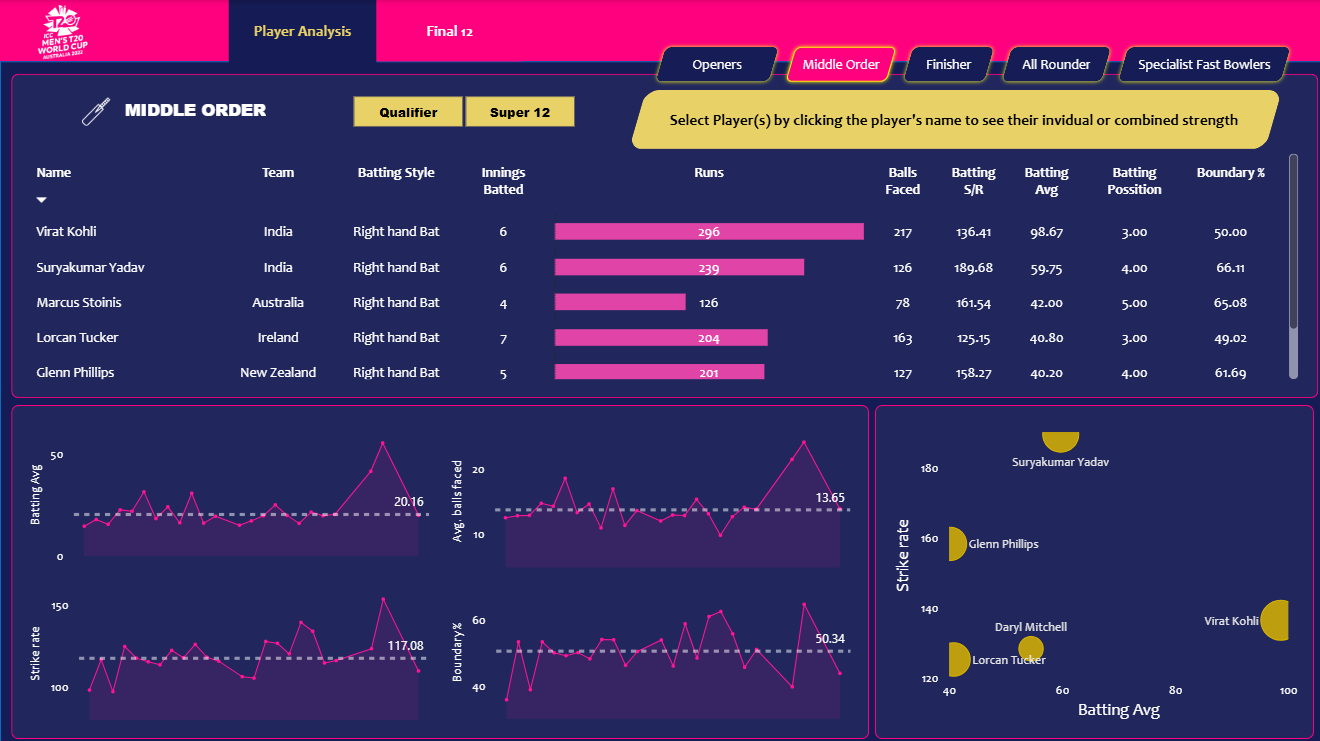 ICC
MEN'S T20
WORLD CUP
AUSTRALIA 2022
Player Analysis
Final 12
Openers
Middle Order
Finisher
All Rounder
Specialist Fast Bowlers
MIDDLE ORDER
Qualifier
Super 12
Select Player(s) by clicking the player's name to see their invidual or combined strength
Name Team Batting Style Innings Batted Runs Balls Faced Batting S/R Batting Avg Batting Possition Boundary %
Virat Kohli India Right hand Bat 6 296 217 136.41 98.67 3.00 50.00
Suryakumar Yadav India Right hand Bat 6 239 126 189.68 59.75 4.00 66.11
Marcus Stoinis Australia Right hand Bat 4 126 78 161.54 42.00 5.00 65.08
Lorcan Tucker Ireland Right hand Bat 7 204 163 125.15 40.80 3.00 49.02
Glenn Phillips New Zealand Right hand Bat 5 201 127 158.27 40.20 4.00 61.69
Batting Avg
50
0
20.16
Avg. balls faced
20
10
13.65
Strike rate
150
100
117.08
Boundary%
60
40
50.34
Strike rate
180
160
140
120
Suryakumar Yadav
Glenn Phillips
Virat Kohli
Daryl Mitchell
Lorcan Tucker
40 60 80 100
Batting Avg